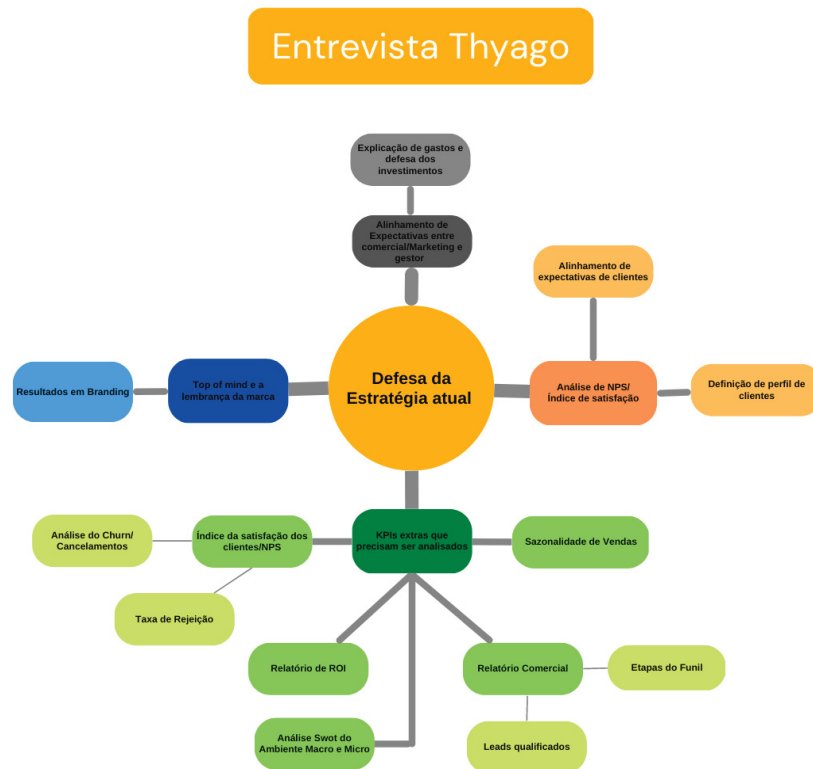 Entrevista Thyago
Explicação de gastos e
defesa dos
investimentos
Alinhamento de
Expectativas entre
comercial/Marketing e
gestor
Alinhamento de
expectativas de clientes
Resultados em Branding
Top of mind e a
lembrança da marca
Defesa da
Estratégia atual
Análise de NPS/
Índice de satisfação
Definição de perfil de
clientes
Análise do Churn/
Cancelamentos
Índice da satisfação dos
clientes/NPS
KPIs extras que
precisam ser analisados
Sazonalidade de Vendas
Taxa de Rejeição
Relatório de ROI
Relatório Comercial
Etapas do Funil
Análise Swot do
Ambiente Macro e Micro
Leads qualificados